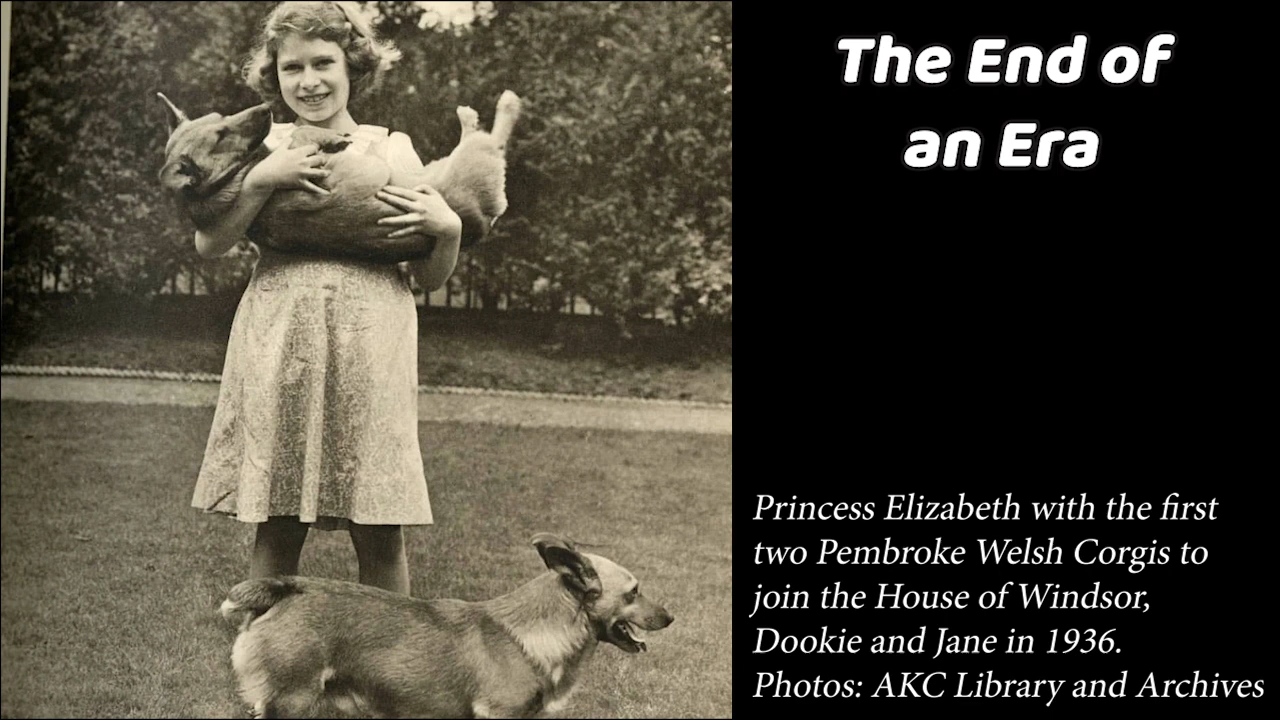 The End of
an Era
Princess Elizabeth with the first
two Pembroke Welsh Corgis to
join the House of Windsor,
Dookie and Jane in 1936.
Photos: AKC Library and Archives